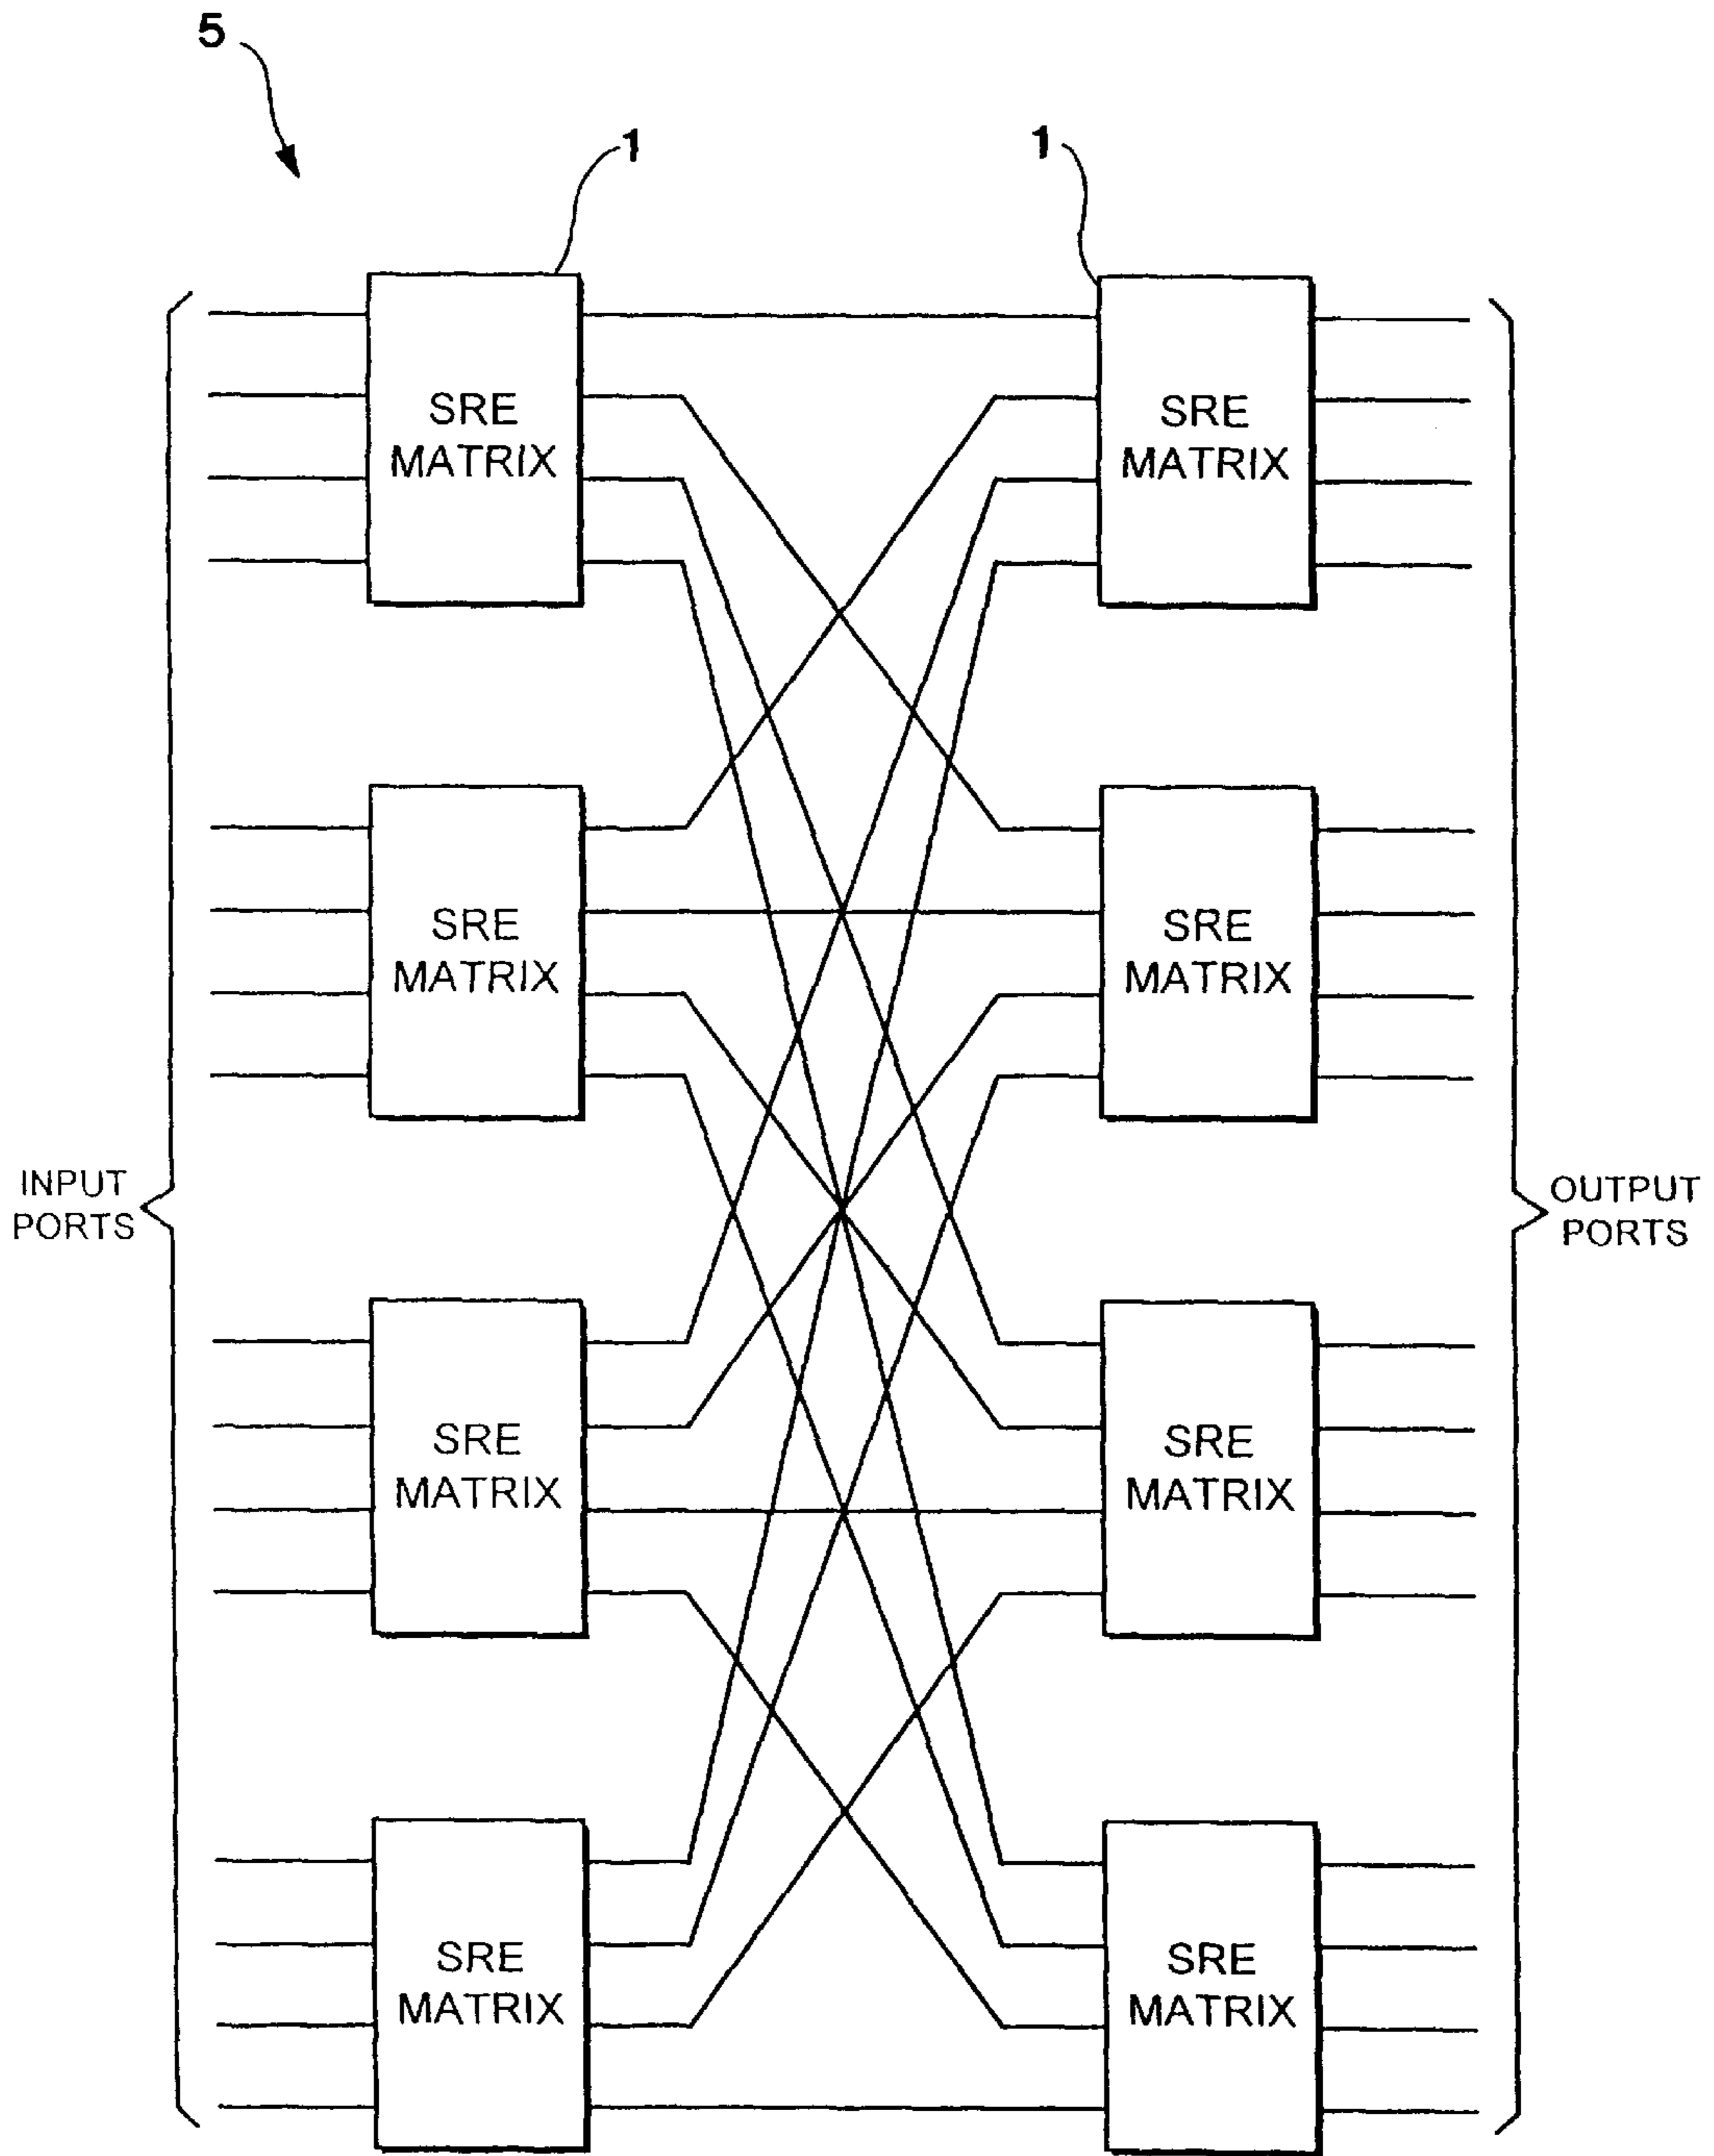 5
1
1
SRE
MATRIX
SRE
MATRIX
SRE
MATRIX
SRE
MATRIX
INPUT
PORTS
OUTPUT
PORTS
SRE
MATRIX
SRE
MATRIX
SRE
MATRIX
SRE
MATRIX